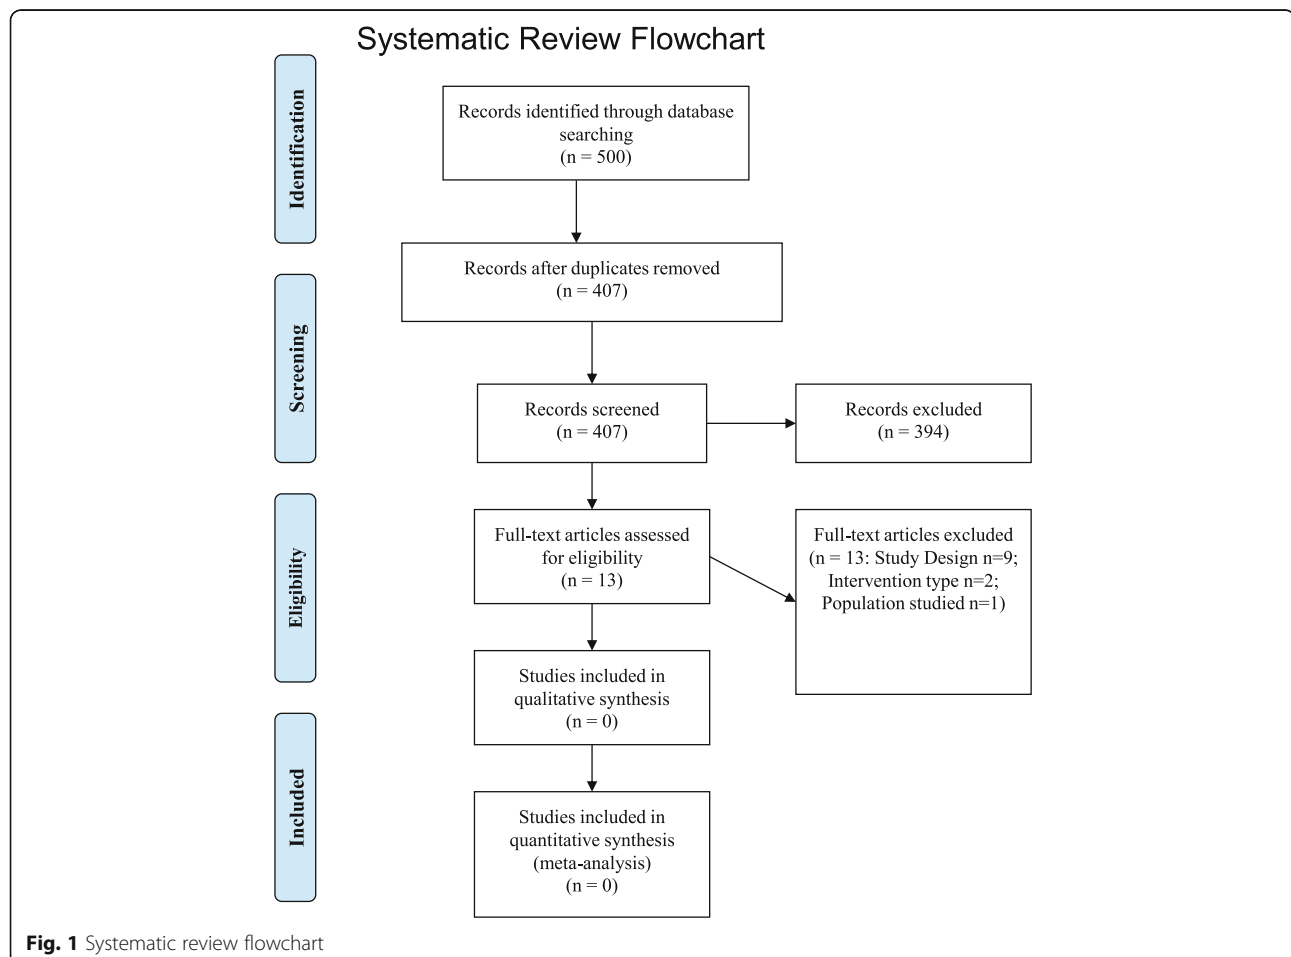 Systematic Review Flowchart
Identification
Records identified through database
searching
(n = 500)
Records after duplicates removed
(n = 407)
Screening
Records screened
(n = 407)
Records excluded
(n = 394)
Eligibility
Full-text articles assessed
for eligibility
(n = 13)
Full-text articles excluded
(n = 13: Study Design n=9;
Intervention type n=2;
Population studied n=1)
Studies included in
qualitative synthesis
(n = 0)
Included
Studies included in
quantitative synthesis
(meta-analysis)
(n = 0)
Fig. 1 Systematic review flowchart